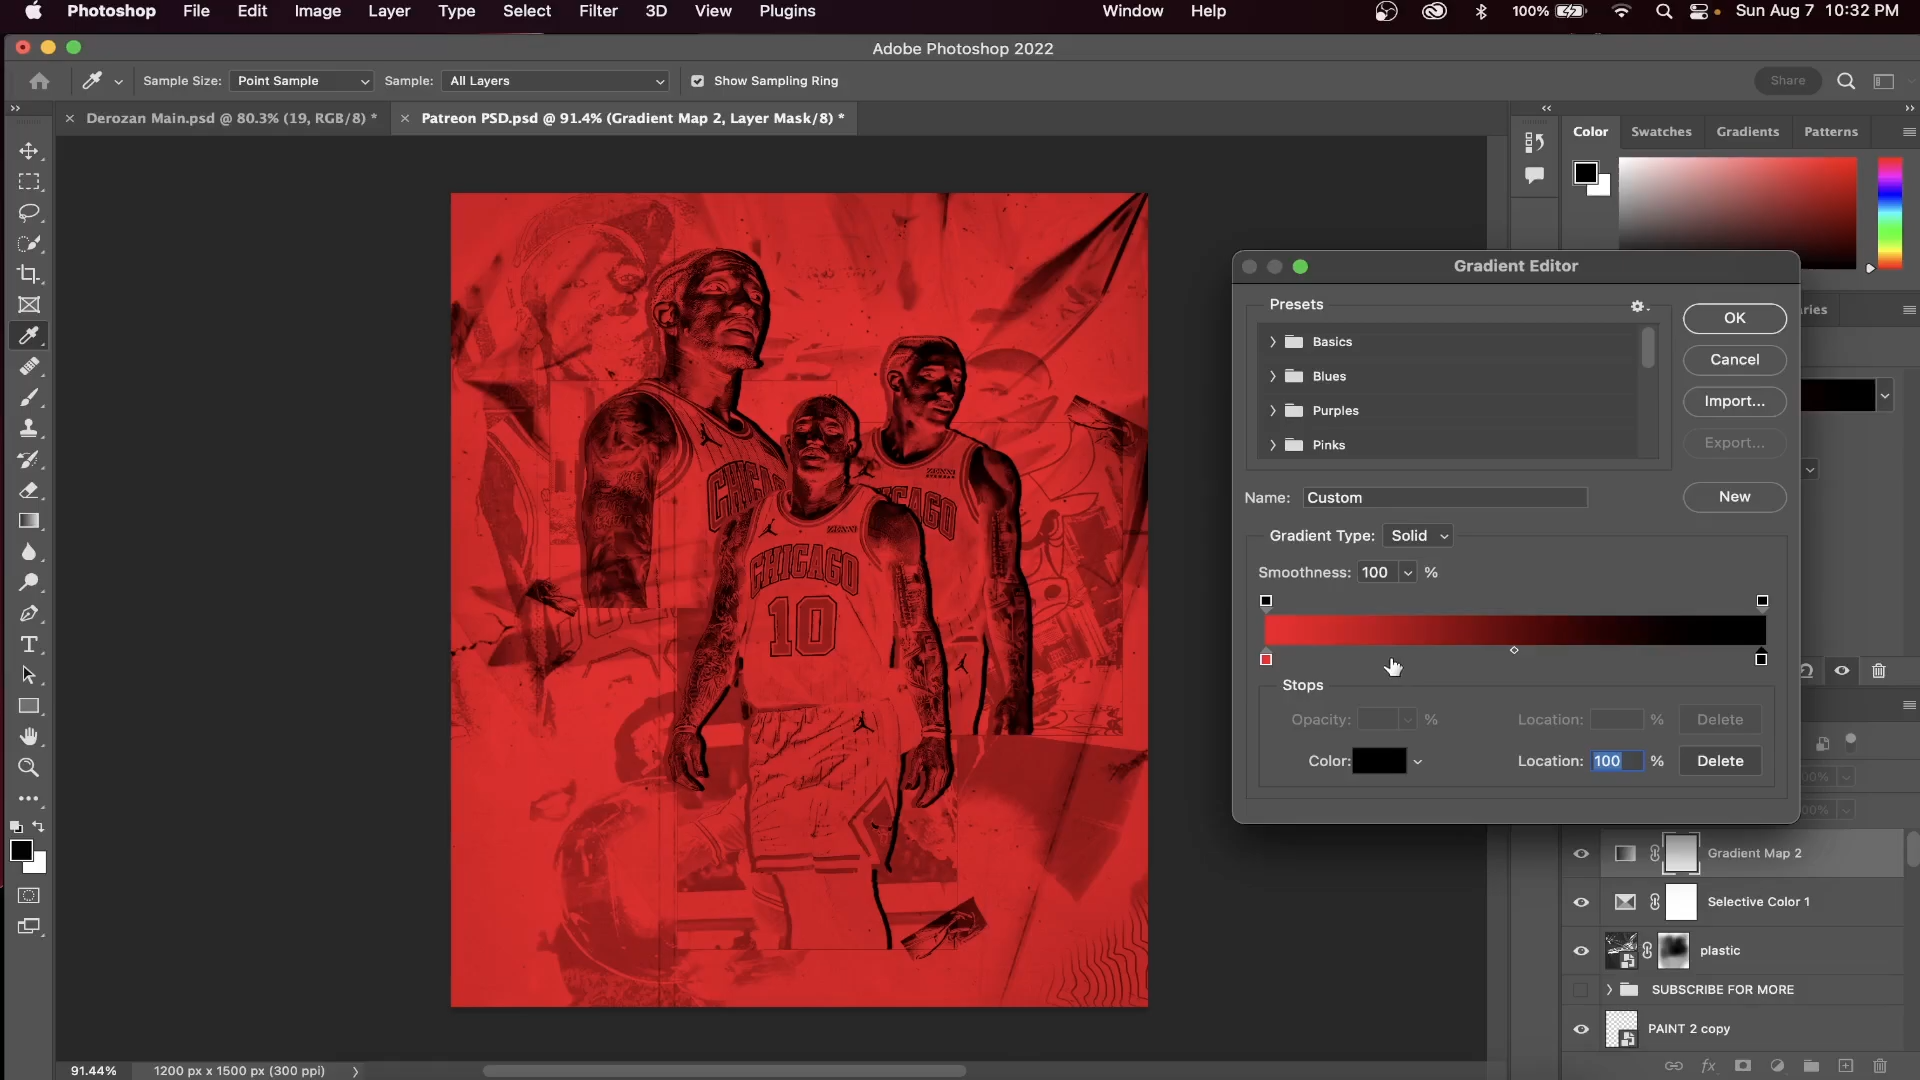 Photoshop File Edit Image Layer Type Select Filter 3D View Plugins Window Help 100% Sun Aug 7 10:32 PM
Adobe Photoshop 2022
Sample Size: Point Sample Sample: All Layers Show Sampling Ring Share
Derozan Main.psd @ 80.3% (19, RGB/8) * Patreon PSD.psd @ 91.4% (Gradient Map 2, Layer Mask/8) *
Color Swatches Gradients Patterns
Gradient Editor
Presets
Basics
Blues
Purples
Pinks
OK
Cancel
Import...
Export...
Name: Custom
New
Gradient Type: Solid
Smoothness: 100 %
Stops
Opacity: % Location: % Delete
Color: Location: 100 % Delete
Gradient Map 2
Selective Color 1
plastic
SUBSCRIBE FOR MORE
PAINT 2 copy
CHICAGO
10
91.44% 1200 px x 1500 px (300 ppi)